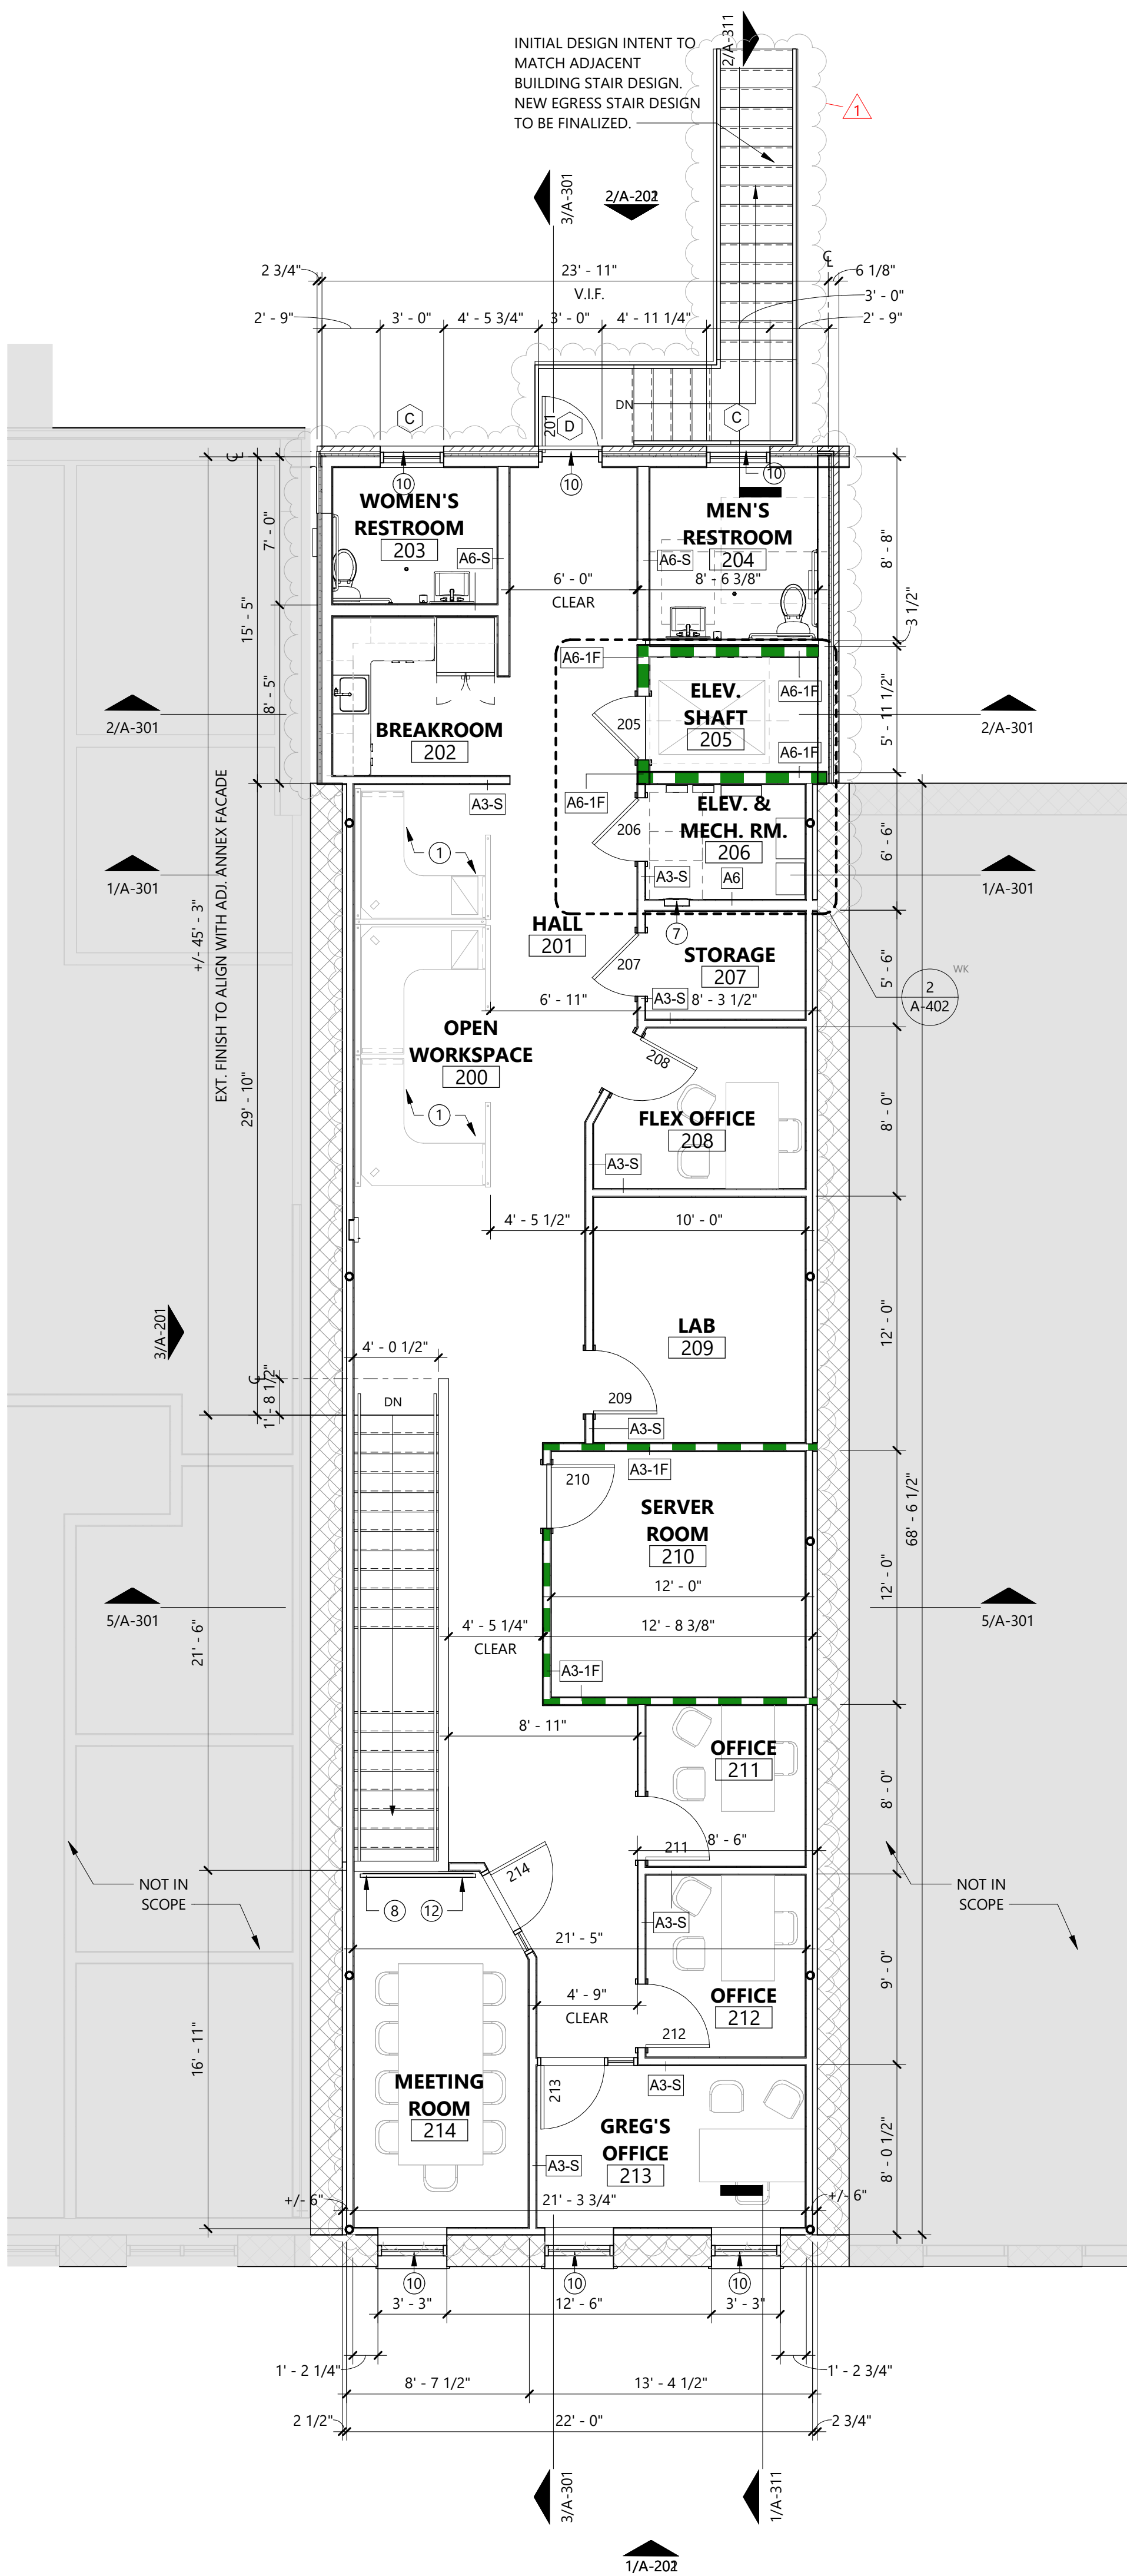 INITIAL DESIGN INTENT TO
MATCH ADJACENT
BUILDING STAIR DESIGN.
NEW EGRESS STAIR DESIGN
TO BE FINALIZED.
2/A-311
1
3/A-301
2 3/4"
23' - 11"
V.I.F.
6 1/8"
3' - 0"
2' - 9"
3' - 0"
4' - 5 3/4"
3' - 0"
4' - 11 1/4"
2' - 9"
DN
C
201
D
C
10
10
10
WOMEN'S
RESTROOM
203
A6-S
MEN'S
RESTROOM
204
A6-S
6' - 0"
CLEAR
8' - 6 3/8"
7' - 0"
15' - 5"
8' - 5"
8' - 8"
3 1/2"
5' - 11 1/2"
A6-1F
ELEV.
SHAFT
205
A6-1F
205
A6-1F
BREAKROOM
202
2/A-301
2/A-301
A3-S
A6-1F
ELEV. &
MECH. RM.
206
206
A3-S
A6
6' - 6"
1
1/A-301
1/A-301
7
HALL
201
STORAGE
207
207
A3-S
6' - 11"
8' - 3 1/2"
5' - 6"
WK
2
A-402
+/- 45' - 3"
EXT. FINISH TO ALIGN WITH ADJ. ANNEX FACADE
29' - 10"
OPEN
WORKSPACE
200
208
1
FLEX OFFICE
208
8' - 0"
A3-S
4' - 5 1/2"
10' - 0"
LAB
209
12' - 0"
3/A-201
4' - 0 1/2"
1' - 8 1/2"
DN
209
A3-S
A3-1F
210
SERVER
ROOM
210
12' - 0"
68' - 6 1/2"
12' - 0"
5/A-301
5/A-301
4' - 5 1/4"
CLEAR
12' - 8 3/8"
21' - 6"
A3-1F
8' - 11"
OFFICE
211
8' - 0"
211
8' - 6"
214
NOT IN
SCOPE
NOT IN
SCOPE
8
12
A3-S
21' - 5"
9' - 0"
4' - 9"
CLEAR
OFFICE
212
212
16' - 11"
MEETING
ROOM
214
213
A3-S
GREG'S
OFFICE
213
A3-S
8' - 0 1/2"
+/- 6"
21' - 3 3/4"
+/- 6"
10
10
10
3' - 3"
12' - 6"
3' - 3"
1' - 2 1/4"
1' - 2 3/4"
8' - 7 1/2"
13' - 4 1/2"
2 1/2"
22' - 0"
2 3/4"
3/A-301
1/A-311